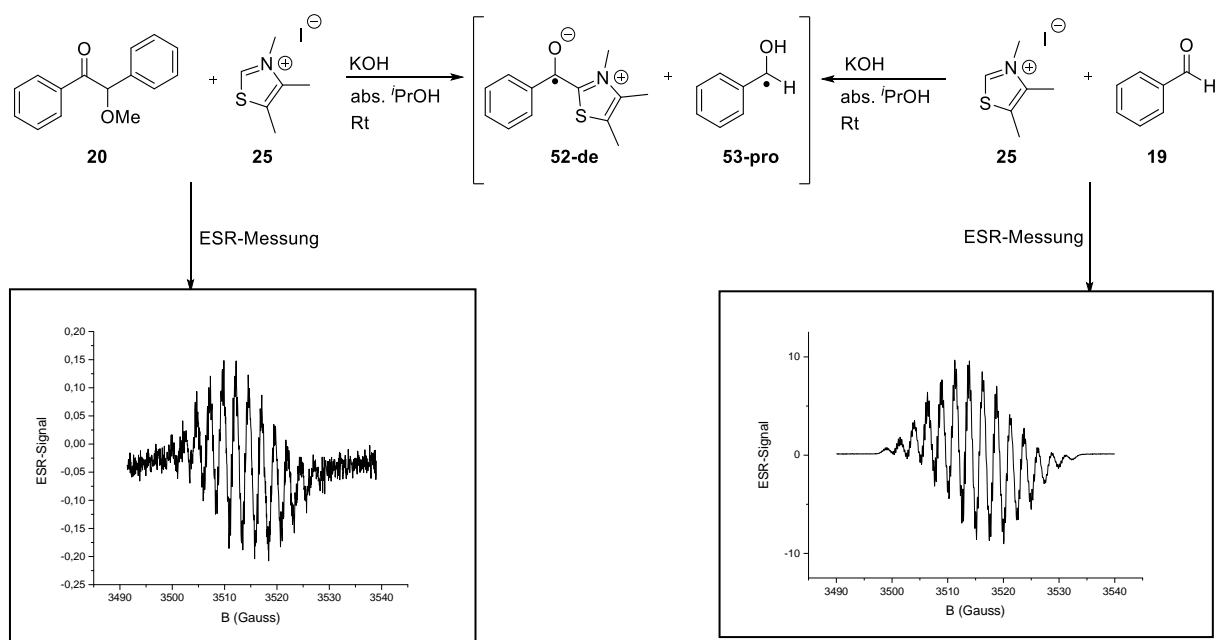 O
OMe
20
+
I⊖
N⊕
S
25
KOH
abs. ⁱPrOH
Rt
O⊖
N⊕
S
52-de
+
OH
H
53-pro
KOH
abs. ⁱPrOH
Rt
I⊖
N⊕
S
25
+
O
H
19
ESR-Messung
ESR-Messung
0,20
0,15
0,10
0,05
0,00
-0,05
-0,10
-0,15
-0,20
-0,25
ESR-Signal
3490 3500 3510 3520 3530 3540
B (Gauss)
10
0
-10
ESR-Signal
3490 3500 3510 3520 3530 3540
B (Gauss)